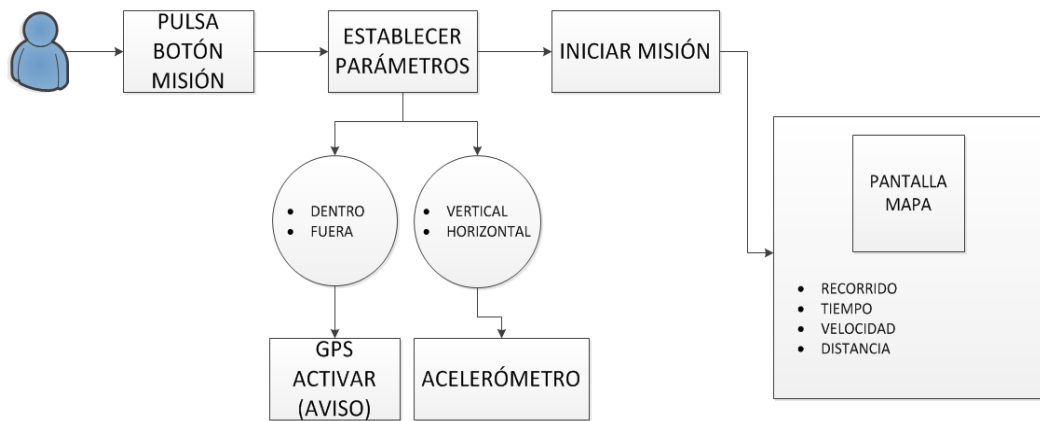 PULSA
BOTÓN
MISIÓN
ESTABLECER
PARÁMETROS
INICIAR MISIÓN
PANTALLA
MAPA
• DENTRO
• FUERA
• VERTICAL
• HORIZONTAL
• RECORRIDO
• TIEMPO
• VELOCIDAD
• DISTANCIA
GPS
ACTIVAR
(AVISO)
ACELERÓMETRO